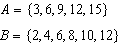 A = {3,6,9,12,15}
B = {2,4,6,8,10,12}